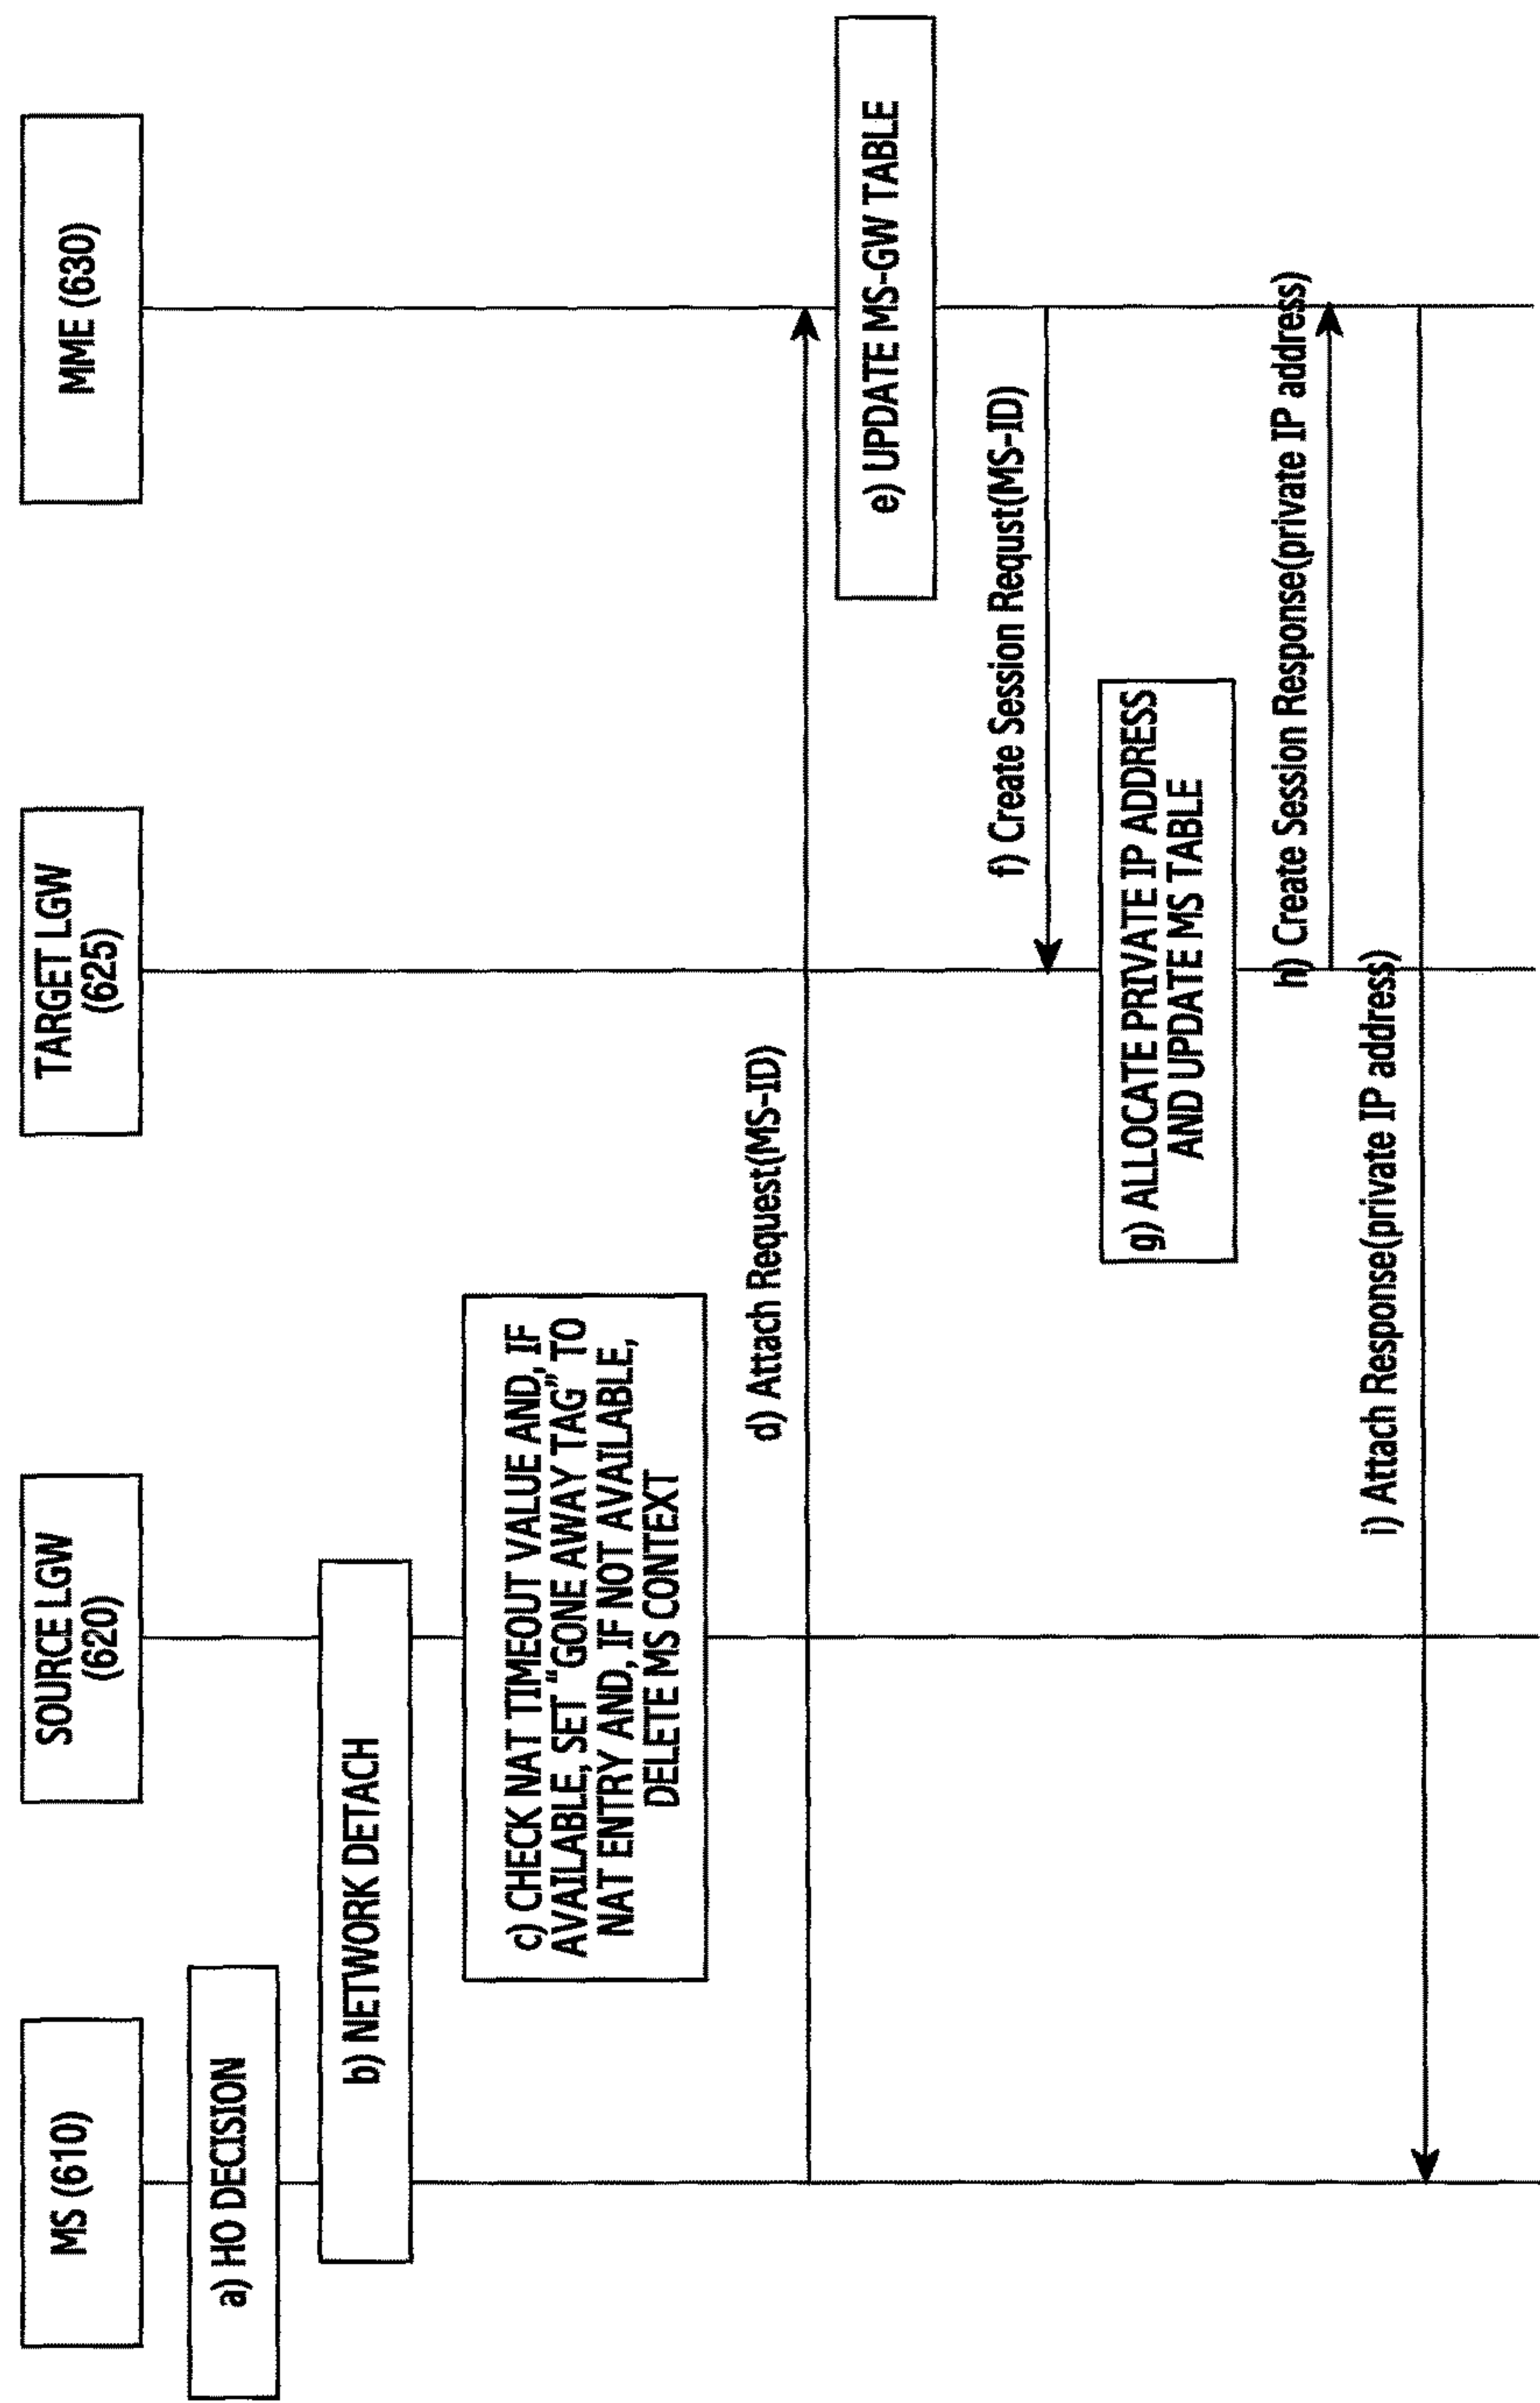 MS (610)
SOURCE LGW
(620)
TARGET LGW
(625)
MME (630)
a) HO DECISION
b) NETWORK DETACH
c) CHECK NAT TIMEOUT VALUE AND, IF
AVAILABLE, SET “GONE AWAY TAG” TO
NAT ENTRY AND, IF NOT AVAILABLE,
DELETE MS CONTEXT
d) Attach Request(MS-ID)
e) UPDATE MS-GW TABLE
f) Create Session Requst(MS-ID)
g) ALLOCATE PRIVATE IP ADDRESS
AND UPDATE MS TABLE
h) Create Session Response(private IP address)
i) Attach Response(private IP address)